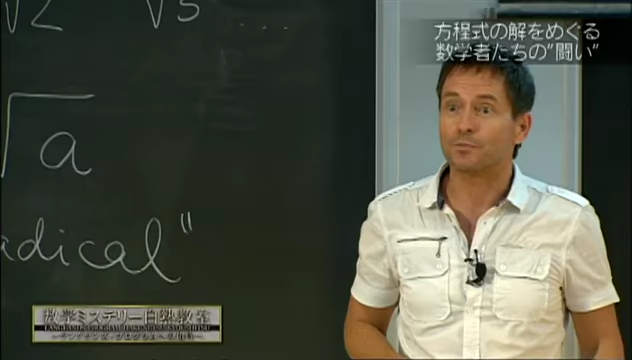 √2 √3 ....
方程式の解をめぐる
数学者たちの"闘い"
√a
adical"
数学ミステリー白熱教室